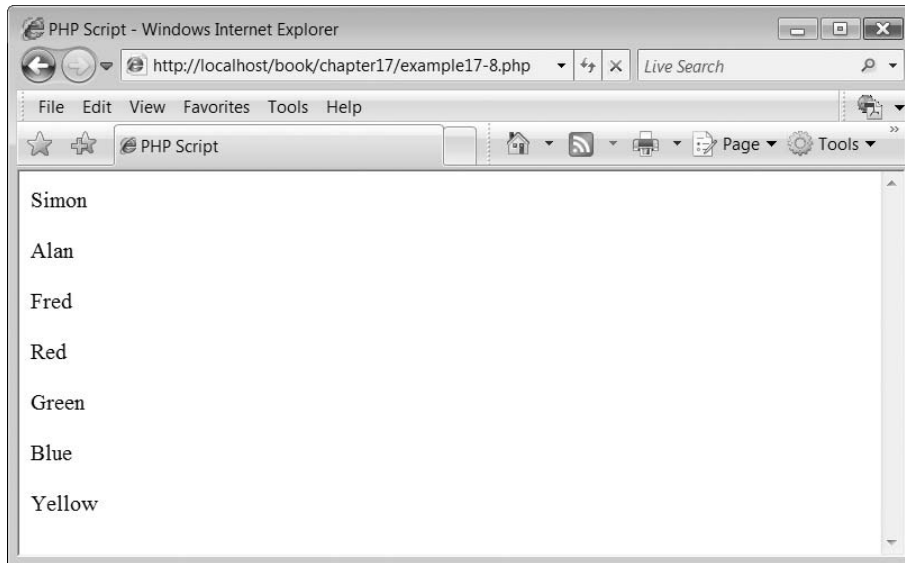 PHP Script - Windows Internet Explorer
http://localhost/book/chapter17/example17-8.php Live Search
File Edit View Favorites Tools Help
PHP Script Page Tools
Simon
Alan
Fred
Red
Green
Blue
Yellow